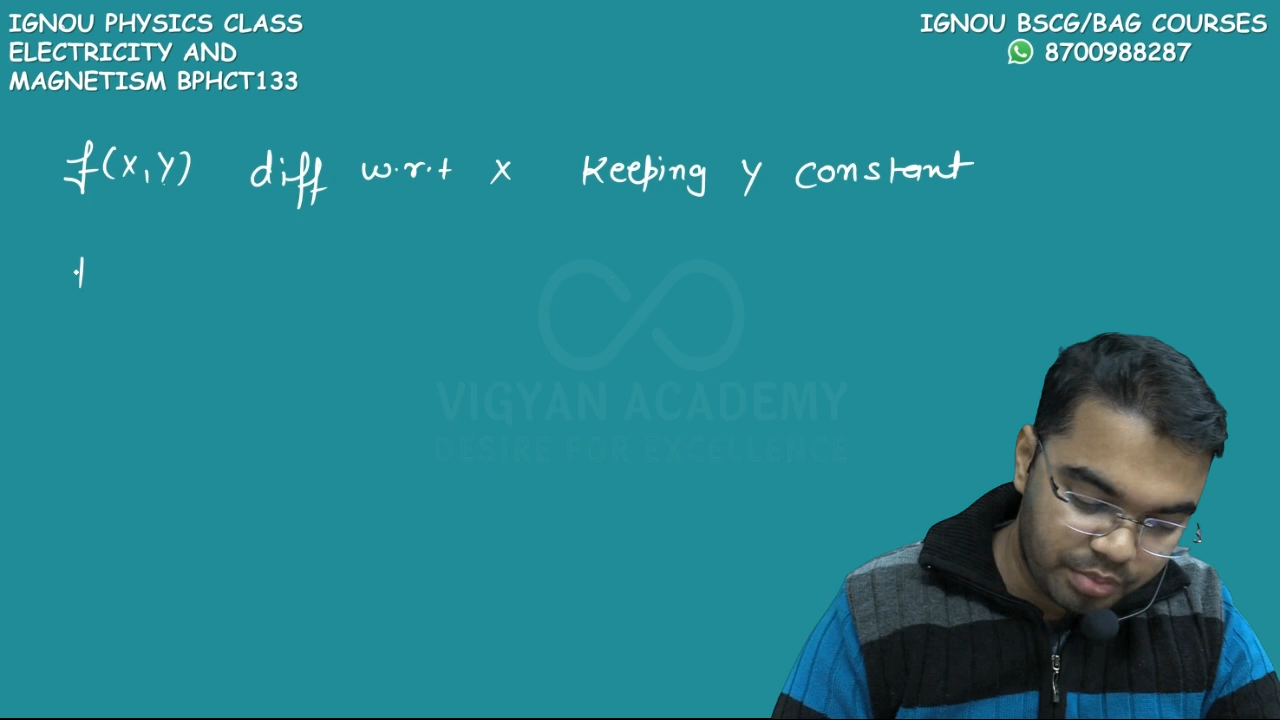 IGNOU PHYSICS CLASS
ELECTRICITY AND
MAGNETISM BPHCT133
IGNOU BSCG/BAG COURSES
8700988287
f(x,y) diff w.r.t x keeping y constant
VIGYAN ACADEMY
DESIRE FOR EXCELLENCE